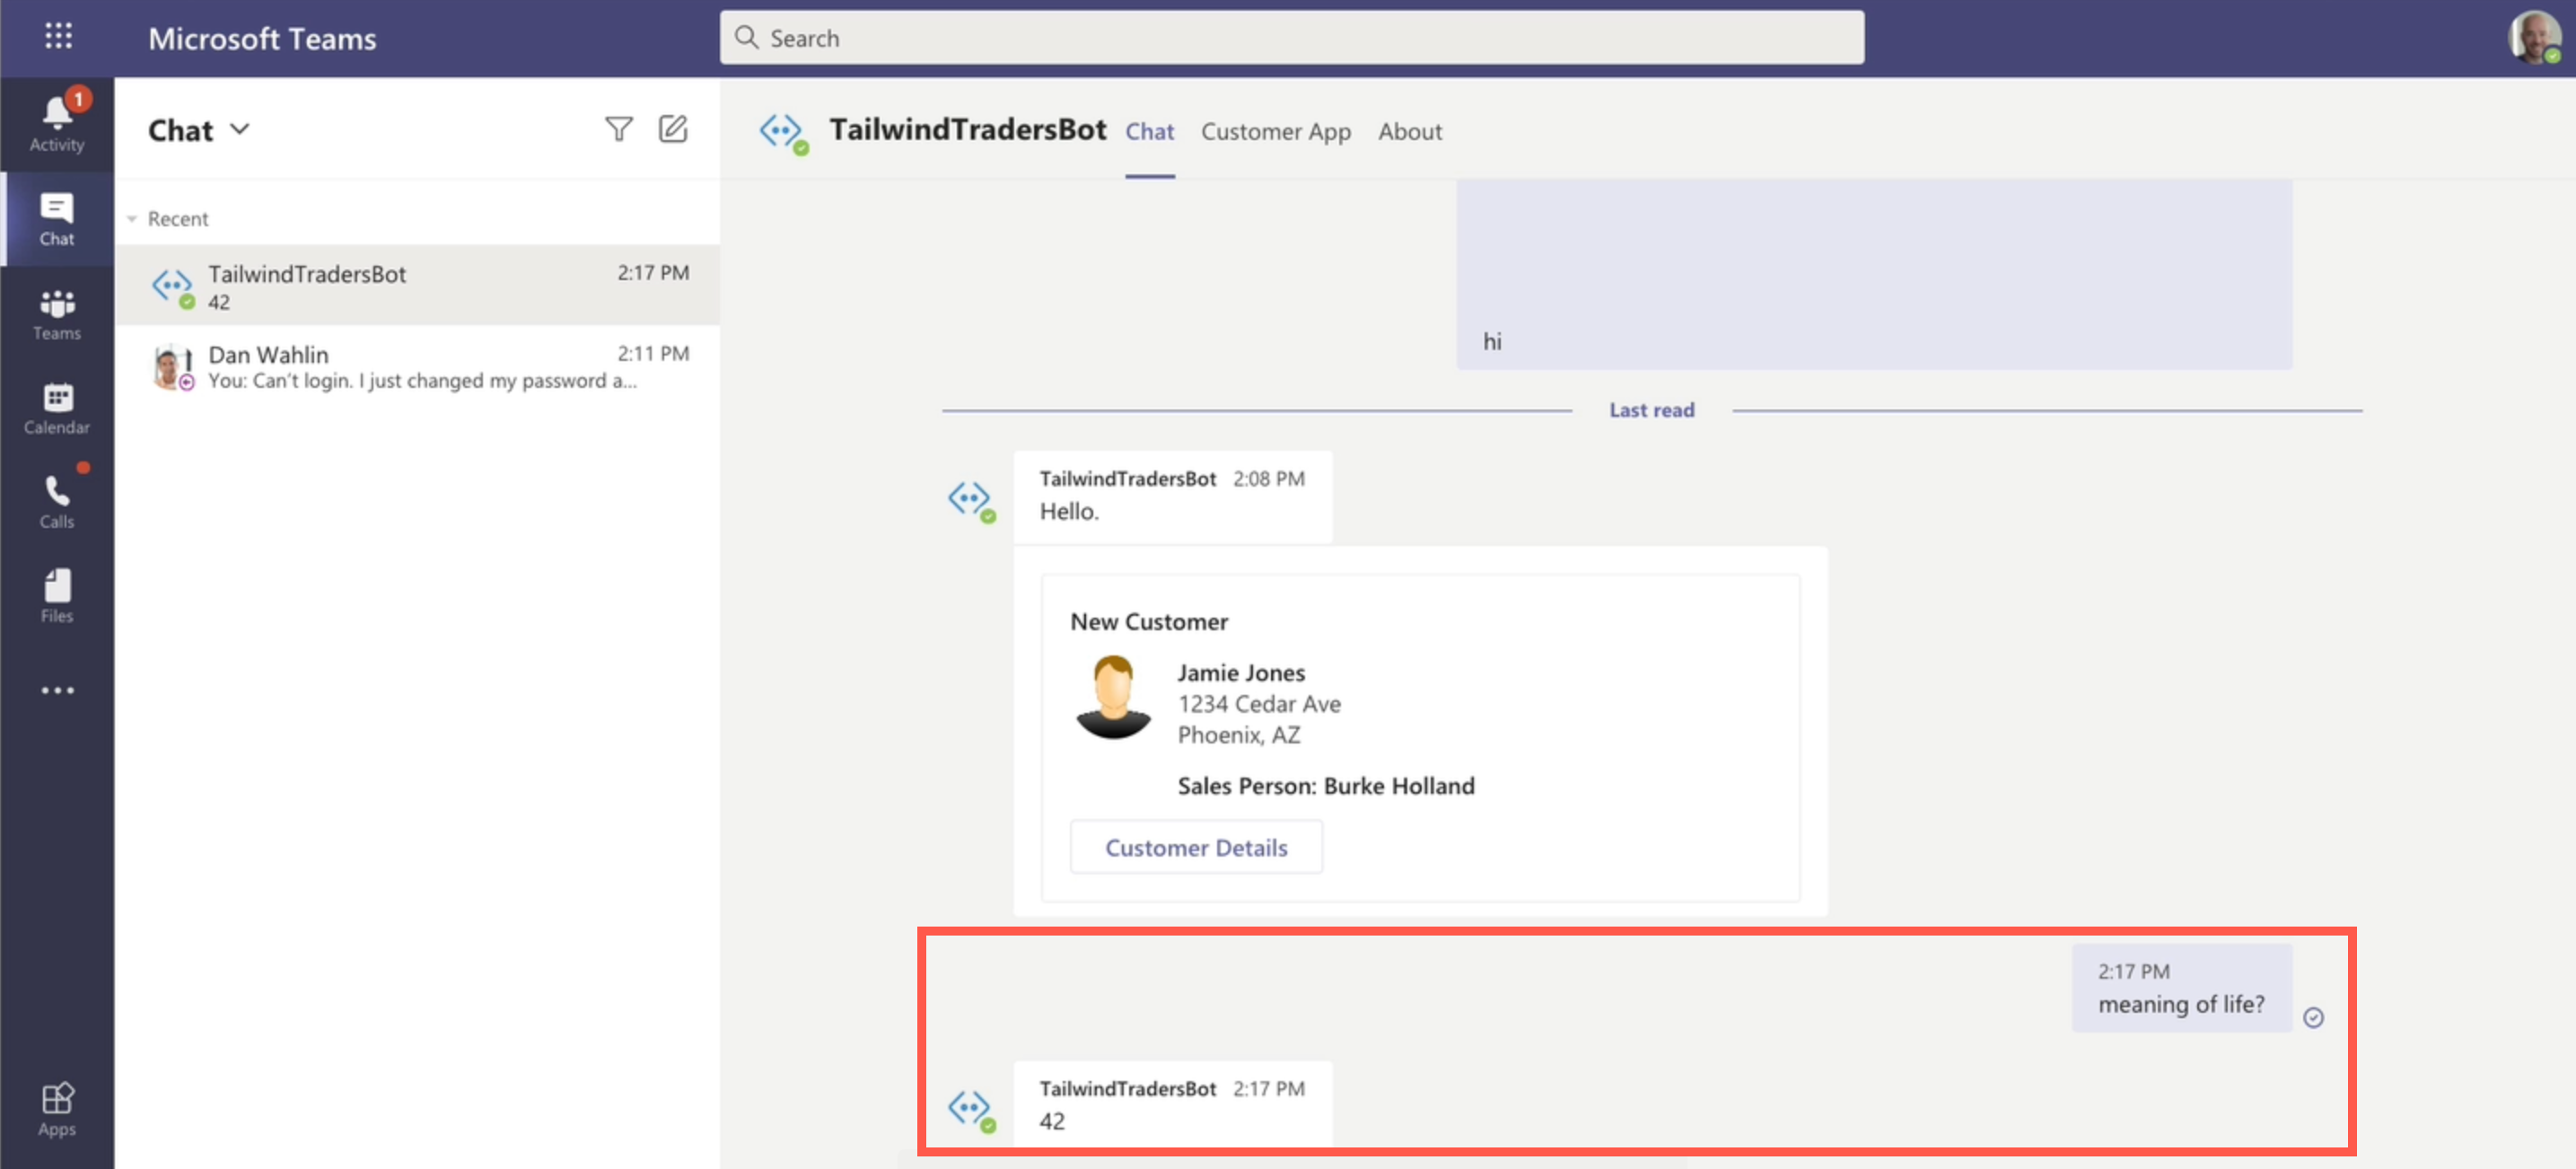 Microsoft Teams
Search
1
Activity
Chat
Teams
Calendar
Calls
Files
Apps
Chat
Recent
TailwindTradersBot 2:17 PM
42
Dan Wahlin 2:11 PM
You: Can't login. I just changed my password a...
TailwindTradersBot Chat Customer App About
hi
Last read
TailwindTradersBot 2:08 PM
Hello.
New Customer
Jamie Jones
1234 Cedar Ave
Phoenix, AZ
Sales Person: Burke Holland
Customer Details
2:17 PM
meaning of life?
TailwindTradersBot 2:17 PM
42